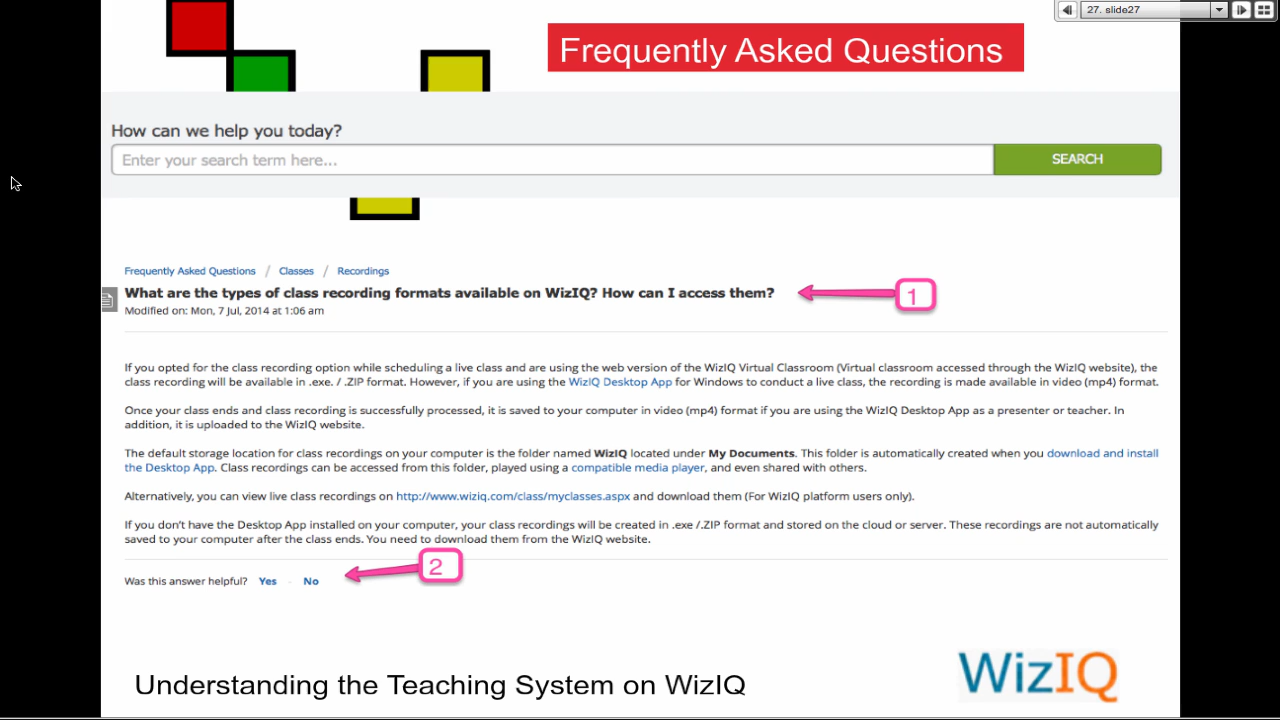 27. slide27
Frequently Asked Questions
How can we help you today?
Enter your search term here...
SEARCH
Frequently Asked Questions / Classes / Recordings
What are the types of class recording formats available on WizIQ? How can I access them?
1
Modified on: Mon, 7 Jul, 2014 at 1:06 am
If you opted for the class recording option while scheduling a live class and are using the web version of the WizIQ Virtual Classroom (Virtual classroom accessed through the WizIQ website), the
class recording will be available in .exe. / .ZIP format. However, if you are using the WizIQ Desktop App for Windows to conduct a live class, the recording is made available in video (mp4) format.
Once your class ends and class recording is successfully processed, it is saved to your computer in video (mp4) format if you are using the WizIQ Desktop App as a presenter or teacher. In
addition, it is uploaded to the WizIQ website.
The default storage location for class recordings on your computer is the folder named WizIQ located under My Documents. This folder is automatically created when you download and install
the Desktop App. Class recordings can be accessed from this folder, played using a compatible media player, and even shared with others.
Alternatively, you can view live class recordings on http://www.wiziq.com/class/myclasses.aspx and download them (For WizIQ platform users only).
If you don't have the Desktop App installed on your computer, your class recordings will be created in .exe /.ZIP format and stored on the cloud or server. These recordings are not automatically
saved to your computer after the class ends. You need to download them from the WizIQ website.
2
Was this answer helpful? Yes - No
Understanding the Teaching System on WizIQ
WizIQ